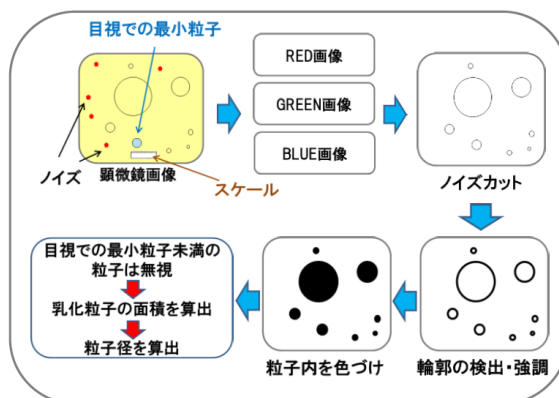 目視での最小粒子
RED画像
GREEN画像
BLUE画像
ノイズ
顕微鏡画像
スケール
ノイズカット
目視での最小粒子未満の
粒子は無視
乳化粒子の面積を算出
粒子径を算出
粒子内を色づけ
輪郭の検出・強調